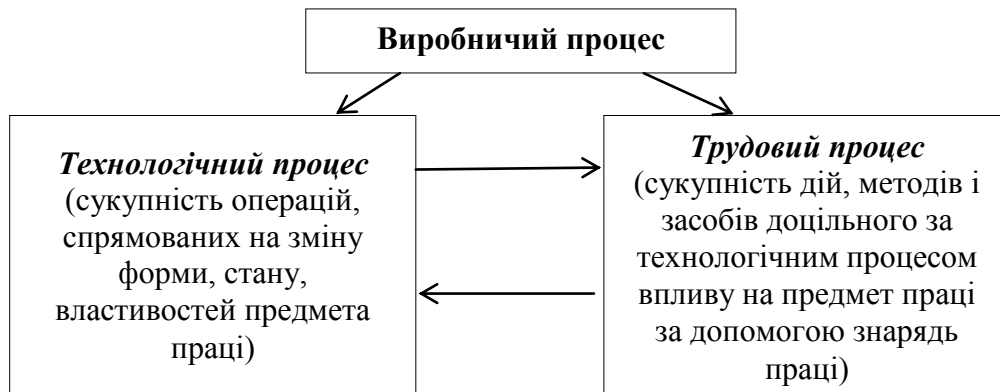 Виробничий процес
Технологічний процес
(сукупність операцій,
спрямованих на зміну
форми, стану,
властивостей предмета
праці)
Трудовий процес
(сукупність дій, методів і
засобів доцільного за
технологічним процесом
впливу на предмет праці
за допомогою знарядь
праці)